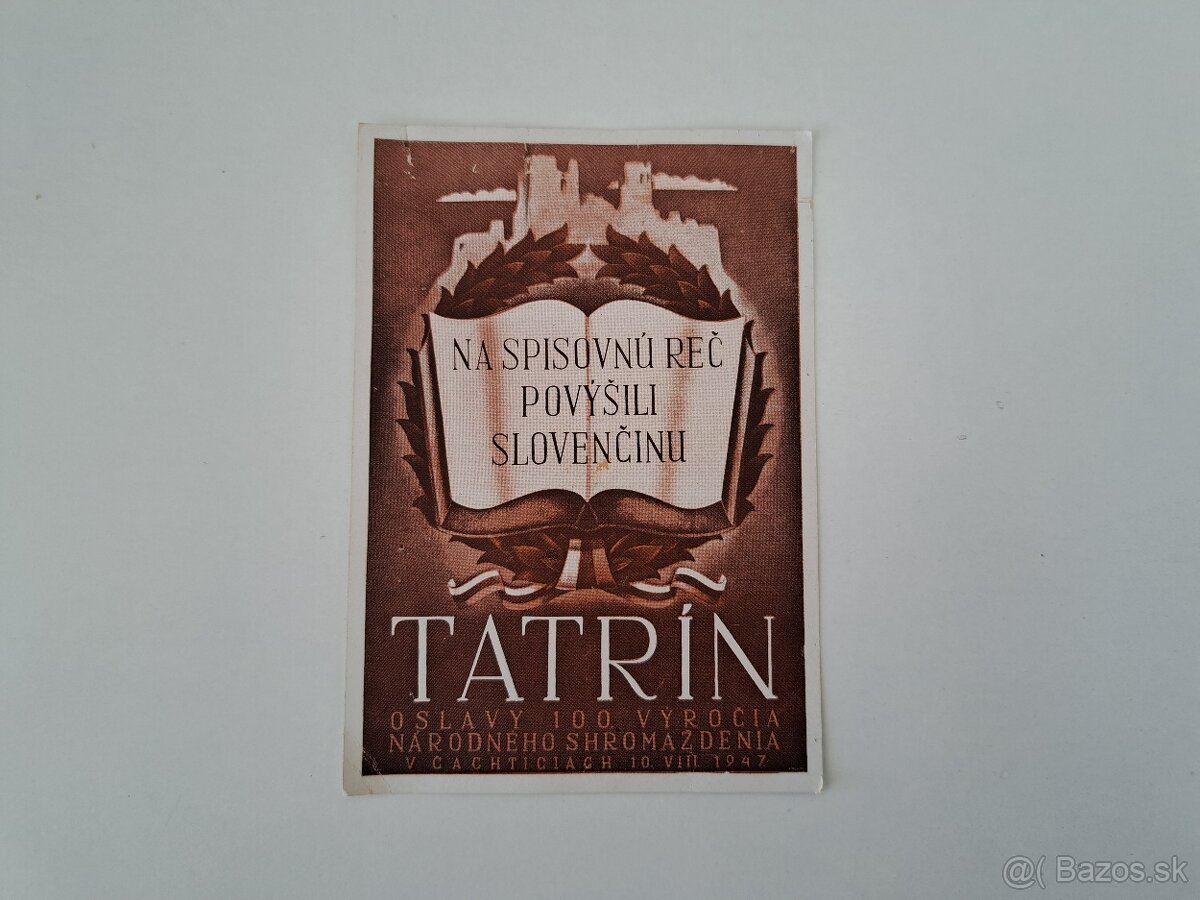 NA SPISOVNÚ REČ
POVÝŠILI
SLOVENČINU
TATRÍN
OSLAVY 100. VÝROČIA
NÁRODNÉHO SHROMAŽDENIA
V ČACHTICIACH 10. VIII. 1947
@( Bazos.sk